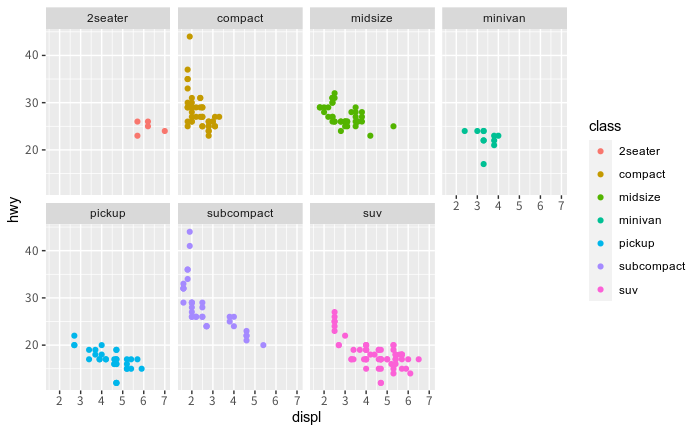 2seater compact midsize minivan
40
30
20
2 3 4 5 6 7
hwy
pickup subcompact suv
40
30
20
2 3 4 5 6 7 2 3 4 5 6 7 2 3 4 5 6 7
displ
class
2seater
compact
midsize
minivan
pickup
subcompact
suv